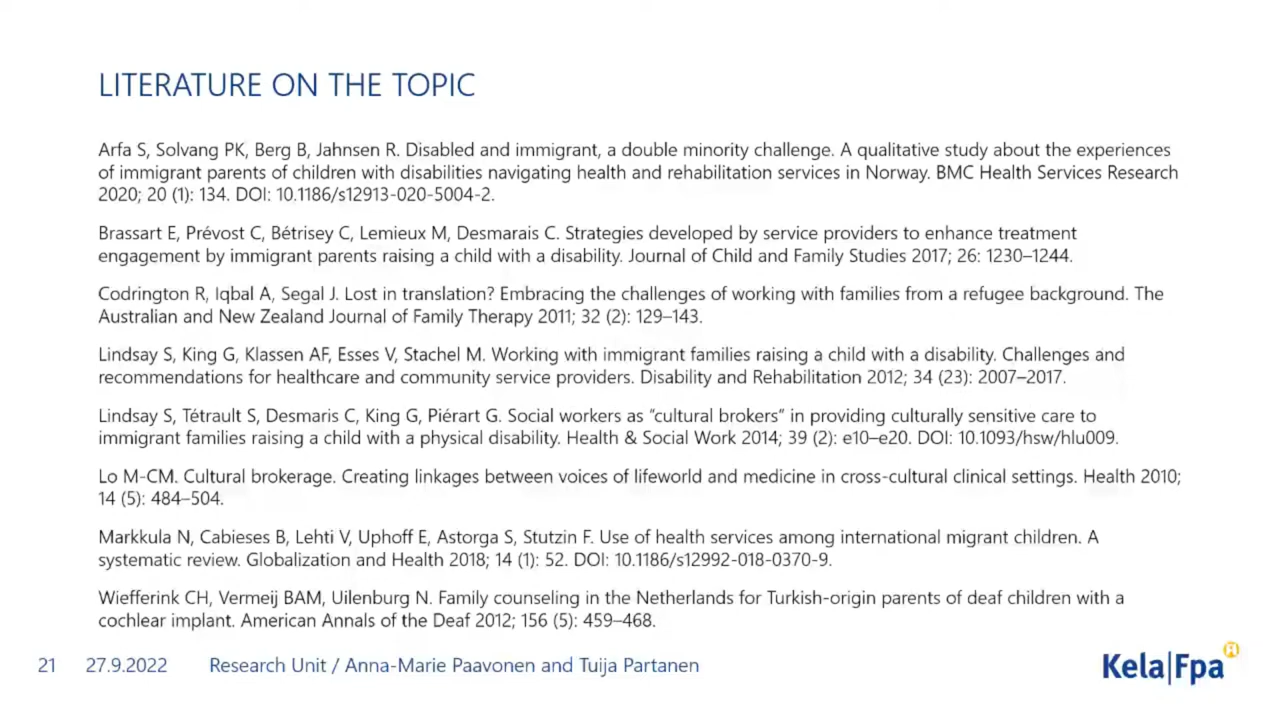 LITERATURE ON THE TOPIC
Arfa S, Solvang PK, Berg B, Jahnsen R. Disabled and immigrant, a double minority challenge. A qualitative study about the experiences
of immigrant parents of children with disabilities navigating health and rehabilitation services in Norway. BMC Health Services Research
2020; 20 (1): 134. DOI: 10.1186/s12913-020-5004-2.
Brassart E, Prévost C, Bétrisey C, Lemieux M, Desmarais C. Strategies developed by service providers to enhance treatment
engagement by immigrant parents raising a child with a disability. Journal of Child and Family Studies 2017; 26: 1230–1244.
Codrington R, Iqbal A, Segal J. Lost in translation? Embracing the challenges of working with families from a refugee background. The
Australian and New Zealand Journal of Family Therapy 2011; 32 (2): 129–143.
Lindsay S, King G, Klassen AF, Esses V, Stachel M. Working with immigrant families raising a child with a disability. Challenges and
recommendations for healthcare and community service providers. Disability and Rehabilitation 2012; 34 (23): 2007–2017.
Lindsay S, Tétrault S, Desmaris C, King G, Piérart G. Social workers as “cultural brokers” in providing culturally sensitive care to
immigrant families raising a child with a physical disability. Health & Social Work 2014; 39 (2): e10–e20. DOI: 10.1093/hsw/hlu009.
Lo M-CM. Cultural brokerage. Creating linkages between voices of lifeworld and medicine in cross-cultural clinical settings. Health 2010;
14 (5): 484–504.
Markkula N, Cabieses B, Lehti V, Uphoff E, Astorga S, Stutzin F. Use of health services among international migrant children. A
systematic review. Globalization and Health 2018; 14 (1): 52. DOI: 10.1186/s12992-018-0370-9.
Wiefferink CH, Vermeij BAM, Uilenburg N. Family counseling in the Netherlands for Turkish-origin parents of deaf children with a
cochlear implant. American Annals of the Deaf 2012; 156 (5): 459–468.
21 27.9.2022 Research Unit / Anna-Marie Paavonen and Tuija Partanen
Kela|Fpa